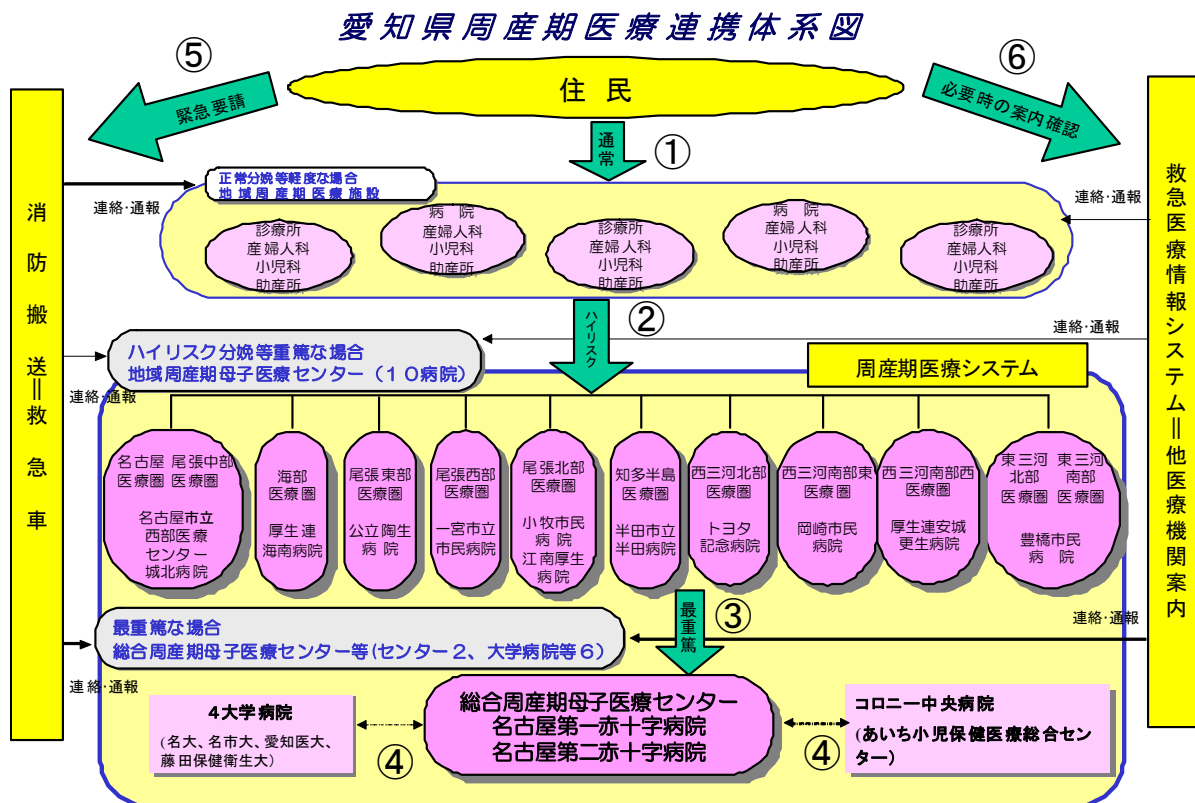 愛知県周産期医療連携体系図
⑤
⑥
住 民
緊急要請
必要時の案内確認
通常
①
正常分娩等軽度な場合
地域周産期医療施設
連絡・通報
連絡・通報
診療所
産婦人科
小児科
助産所
病 院
産婦人科
小児科
助産所
診療所
産婦人科
小児科
助産所
病 院
産婦人科
小児科
助産所
診療所
産婦人科
小児科
助産所
消防搬送=救急車
救急医療情報システム=他医療機関案内
ハイリスク
②
連絡・通報
ハイリスク分娩等重篤な場合
地域周産期母子医療センター(10病院)
周産期医療システム
連絡・通報
名古屋 尾張中部
医療圏 医療圏
名古屋市立
西部医療
センター
城北病院
海部
医療圏
厚生連
海南病院
尾張東部
医療圏
公立陶生
病院
尾張西部
医療圏
一宮市立
市民病院
尾張北部
医療圏
小牧市民
病院
江南厚生
病院
知多半島
医療圏
半田市立
半田病院
西三河北部
医療圏
トヨタ
記念病院
西三河南部東
医療圏
岡崎市民
病院
西三河南部西
医療圏
厚生連安城
更生病院
東三河 東三河
北部 南部
医療圏 医療圏
豊橋市民
病 院
最重篤
③
最重篤な場合
総合周産期母子医療センター等(センター2、大学病院等6)
連絡・通報
連絡・通報
4大学病院
(名大、名市大、愛知医大、
藤田保健衛生大)
④
総合周産期母子医療センター
名古屋第一赤十字病院
名古屋第二赤十字病院
④
コロニー中央病院
(あいち小児保健医療総合セン
ター)